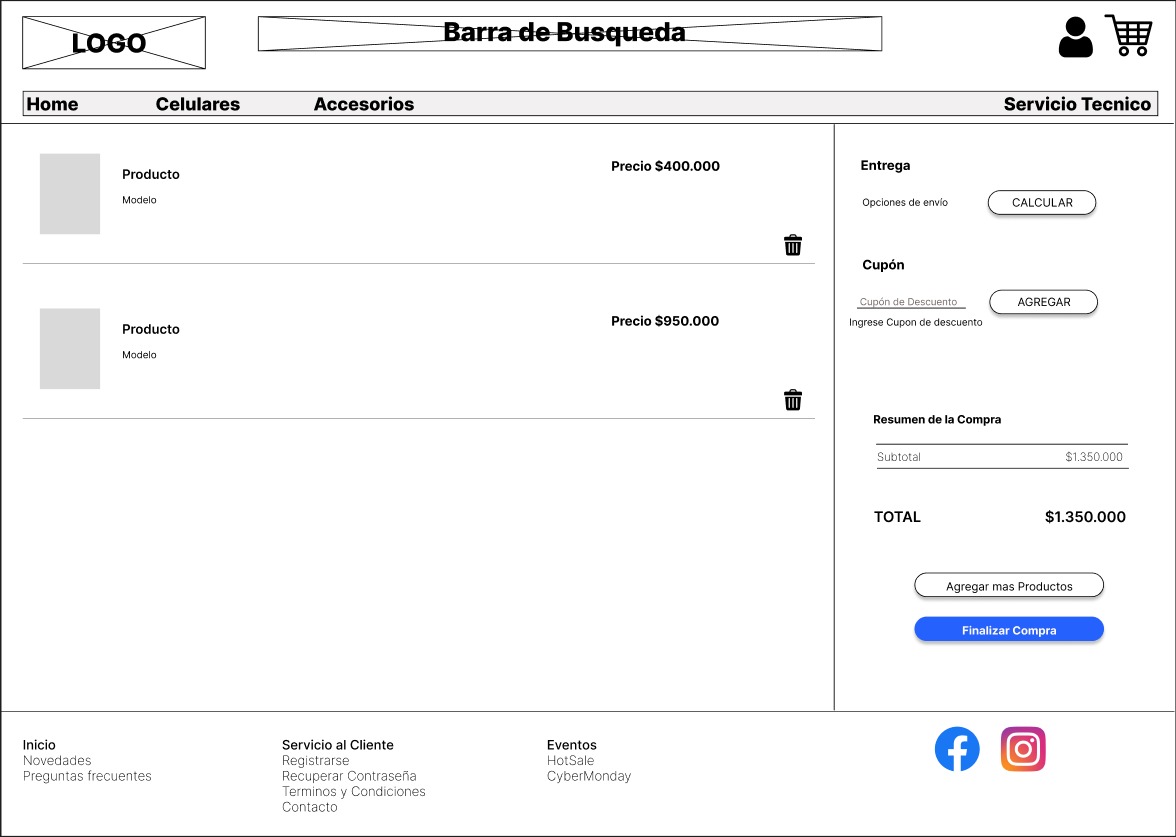 LOGO
Barra de Busqueda
Home
Celulares
Accesorios
Servicio Tecnico
Producto
Modelo
Precio $400.000
Producto
Modelo
Precio $950.000
Entrega
Opciones de envío
CALCULAR
Cupón
Cupón de Descuento
AGREGAR
Ingrese Cupon de descuento
Resumen de la Compra
Subtotal
$1.350.000
TOTAL
$1.350.000
Agregar mas Productos
Finalizar Compra
Inicio
Novedades
Preguntas frecuentes
Servicio al Cliente
Registrarse
Recuperar Contraseña
Terminos y Condiciones
Contacto
Eventos
HotSale
CyberMonday